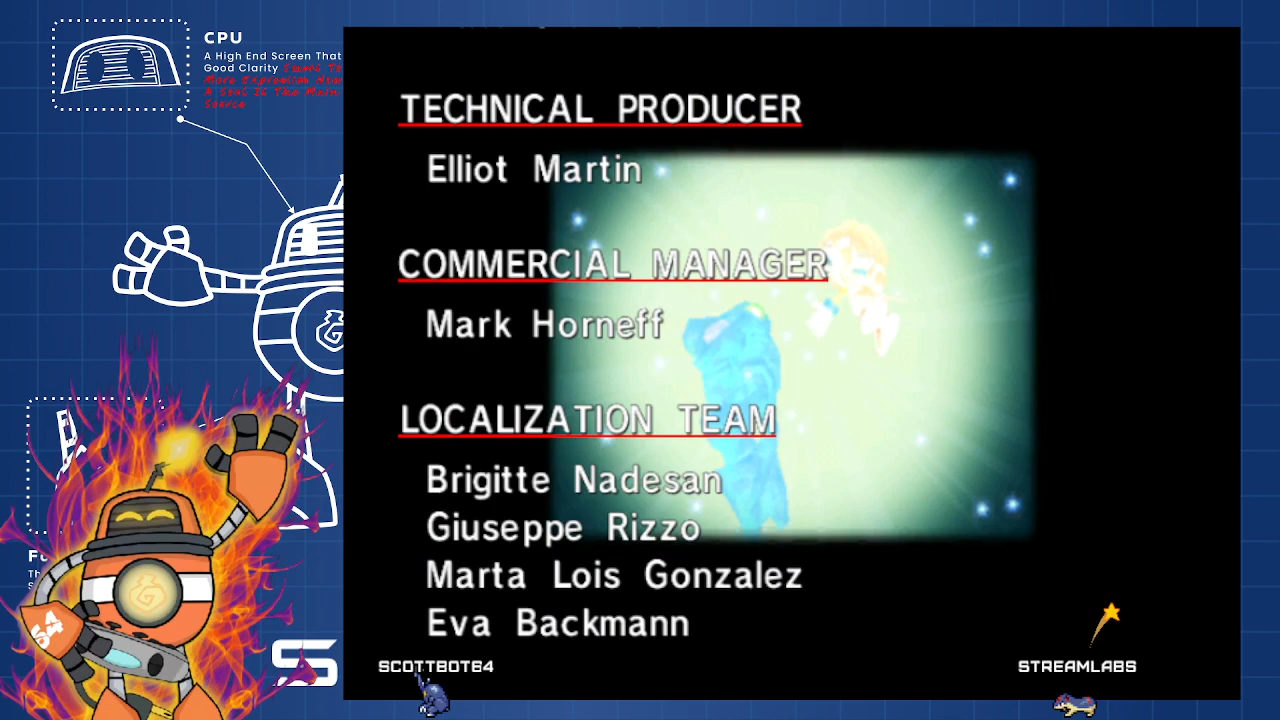 CPU
A High End Screen That
Good Clarity
TECHNICAL PRODUCER
Elliot Martin
COMMERCIAL MANAGER
Mark Horneff
LOCALIZATION TEAM
Brigitte Nadesan
Giuseppe Rizzo
Marta Lois Gonzalez
Eva Backmann
64
S
SCOTTBOT64
STREAMLABS